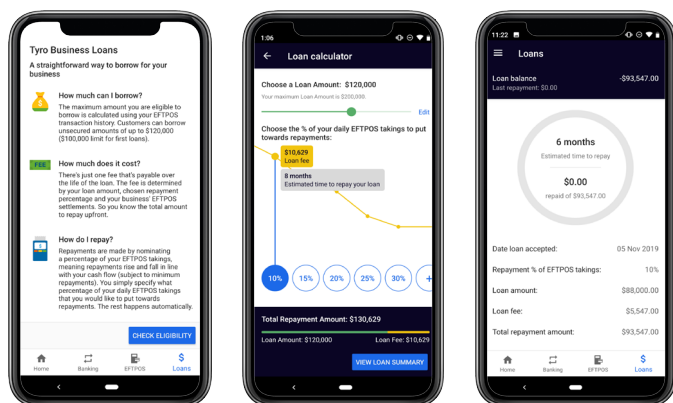 Tyro Business Loans
A straightforward way to borrow for your
business
How much can I borrow?
The maximum amount you are eligible to
borrow is calculated using your EFTPOS
transaction history. Customers can borrow
unsecured amounts of up to $120,000
($100,000 limit for first loans).
FEE
How much does it cost?
There's just one fee that's payable over
the life of the loan. The fee is determined
by your loan amount, chosen repayment
percentage and your business' EFTPOS
settlements. So you know the total amount
to repay upfront.
How do I repay?
Repayments are made by nominating
a percentage of your EFTPOS takings,
meaning repayments rise and fall in line
with your cash flow (subject to minimum
repayments). You simply specify what
percentage of your daily EFTPOS takings
that you would like to put towards
repayments. The rest happens automatically.
CHECK ELIGIBILITY
Home Banking EFTPOS Loans
1:06
Loan calculator
Choose a Loan Amount: $120,000
Your maximum Loan Amount is $200,000.
Edit
Choose the % of your daily EFTPOS takings to put
towards repayments:
$10,629
Loan fee
8 months
Estimated time to repay your loan
10% 15% 20% 25% 30% +
Total Repayment Amount: $130,629
Loan Amount: $120,000 Loan Fee: $10,629
VIEW LOAN SUMMARY
11:22
Loans
Loan balance -$93,547.00
Last repayment: $0.00
6 months
Estimated time to repay
$0.00
repaid of $93,547.00
Date loan accepted: 05 Nov 2019
Repayment % of EFTPOS takings: 10%
Loan amount: $88,000.00
Loan fee: $5,547.00
Total repayment amount: $93,547.00
Home Banking EFTPOS Loans